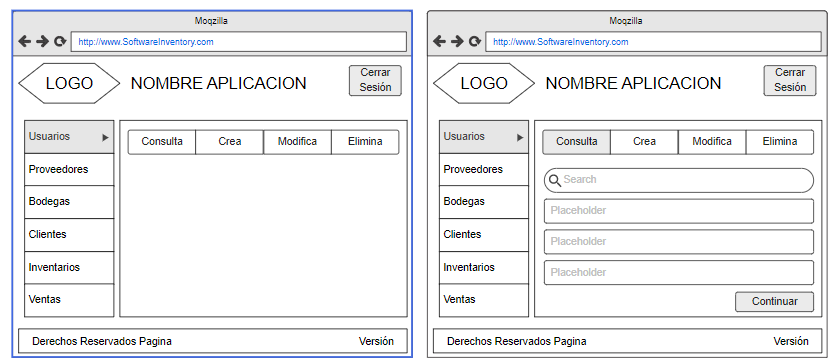 Moqzilla
http://www.SoftwareInventory.com
LOGO
NOMBRE APLICACION
Cerrar
Sesión
Usuarios
Proveedores
Bodegas
Clientes
Inventarios
Ventas
Consulta Crea Modifica Elimina
Derechos Reservados Pagina Versión
Moqzilla
http://www.SoftwareInventory.com
LOGO
NOMBRE APLICACION
Cerrar
Sesión
Usuarios
Proveedores
Bodegas
Clientes
Inventarios
Ventas
Consulta Crea Modifica Elimina
Search
Placeholder
Placeholder
Placeholder
Continuar
Derechos Reservados Pagina Versión